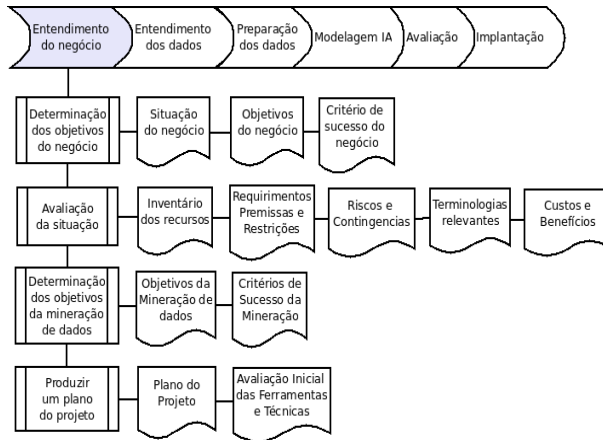 Entendimento
do negócio
Entendimento
dos dados
Preparação
dos dados
Modelagem IA
Avaliação
Implantação
Determinação
dos objetivos
do negócio
Situação
do negócio
Objetivos
do negócio
Critério de
sucesso do
negócio
Avaliação
da situação
Inventário
dos recursos
Requirimentos
Premissas e
Restrições
Riscos e
Contingencias
Terminologias
relevantes
Custos e
Benefícios
Determinação
dos objetivos
da mineração
de dados
Objetivos da
Mineração de
dados
Critérios de
Sucesso da
Mineração
Produzir
um plano
do projeto
Plano do
Projeto
Avaliação Inicial
das Ferramentas
e Técnicas